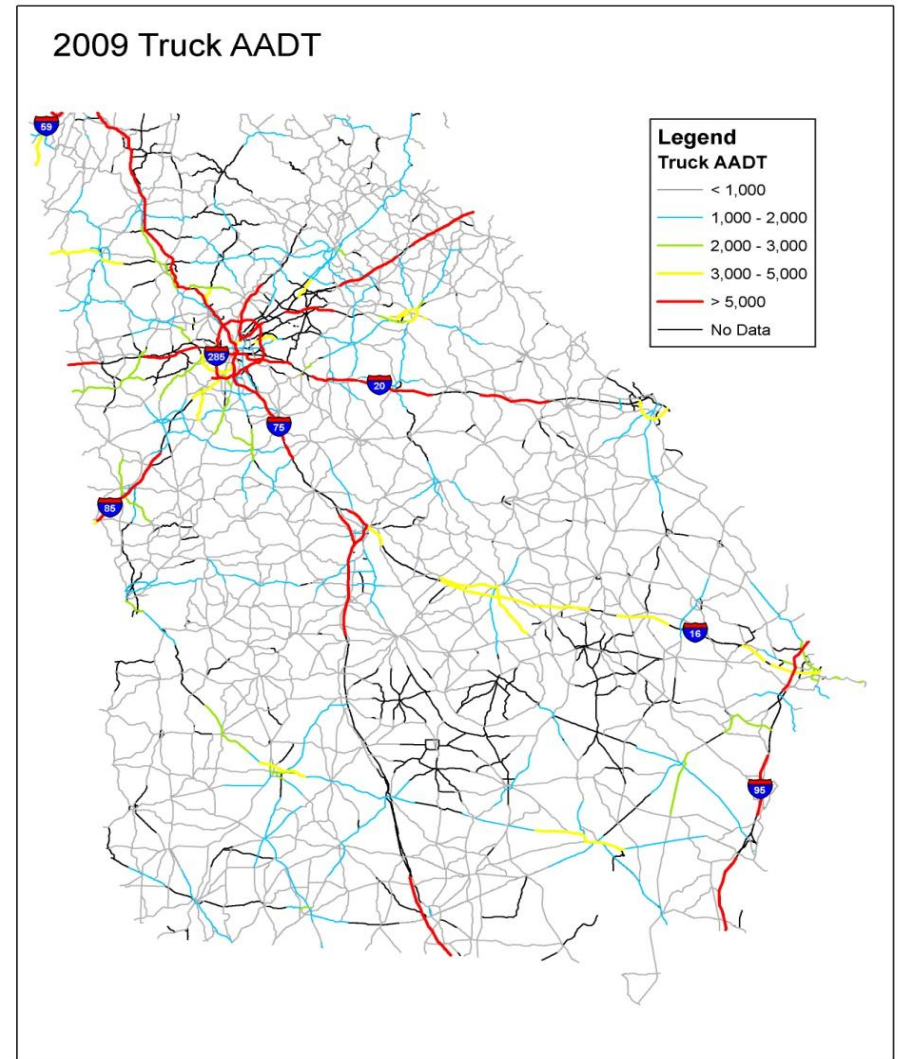 2009 Truck AADT
Legend
Truck AADT
< 1,000
1,000 - 2,000
2,000 - 3,000
3,000 - 5,000
> 5,000
No Data
59
285
20
75
85
16
95